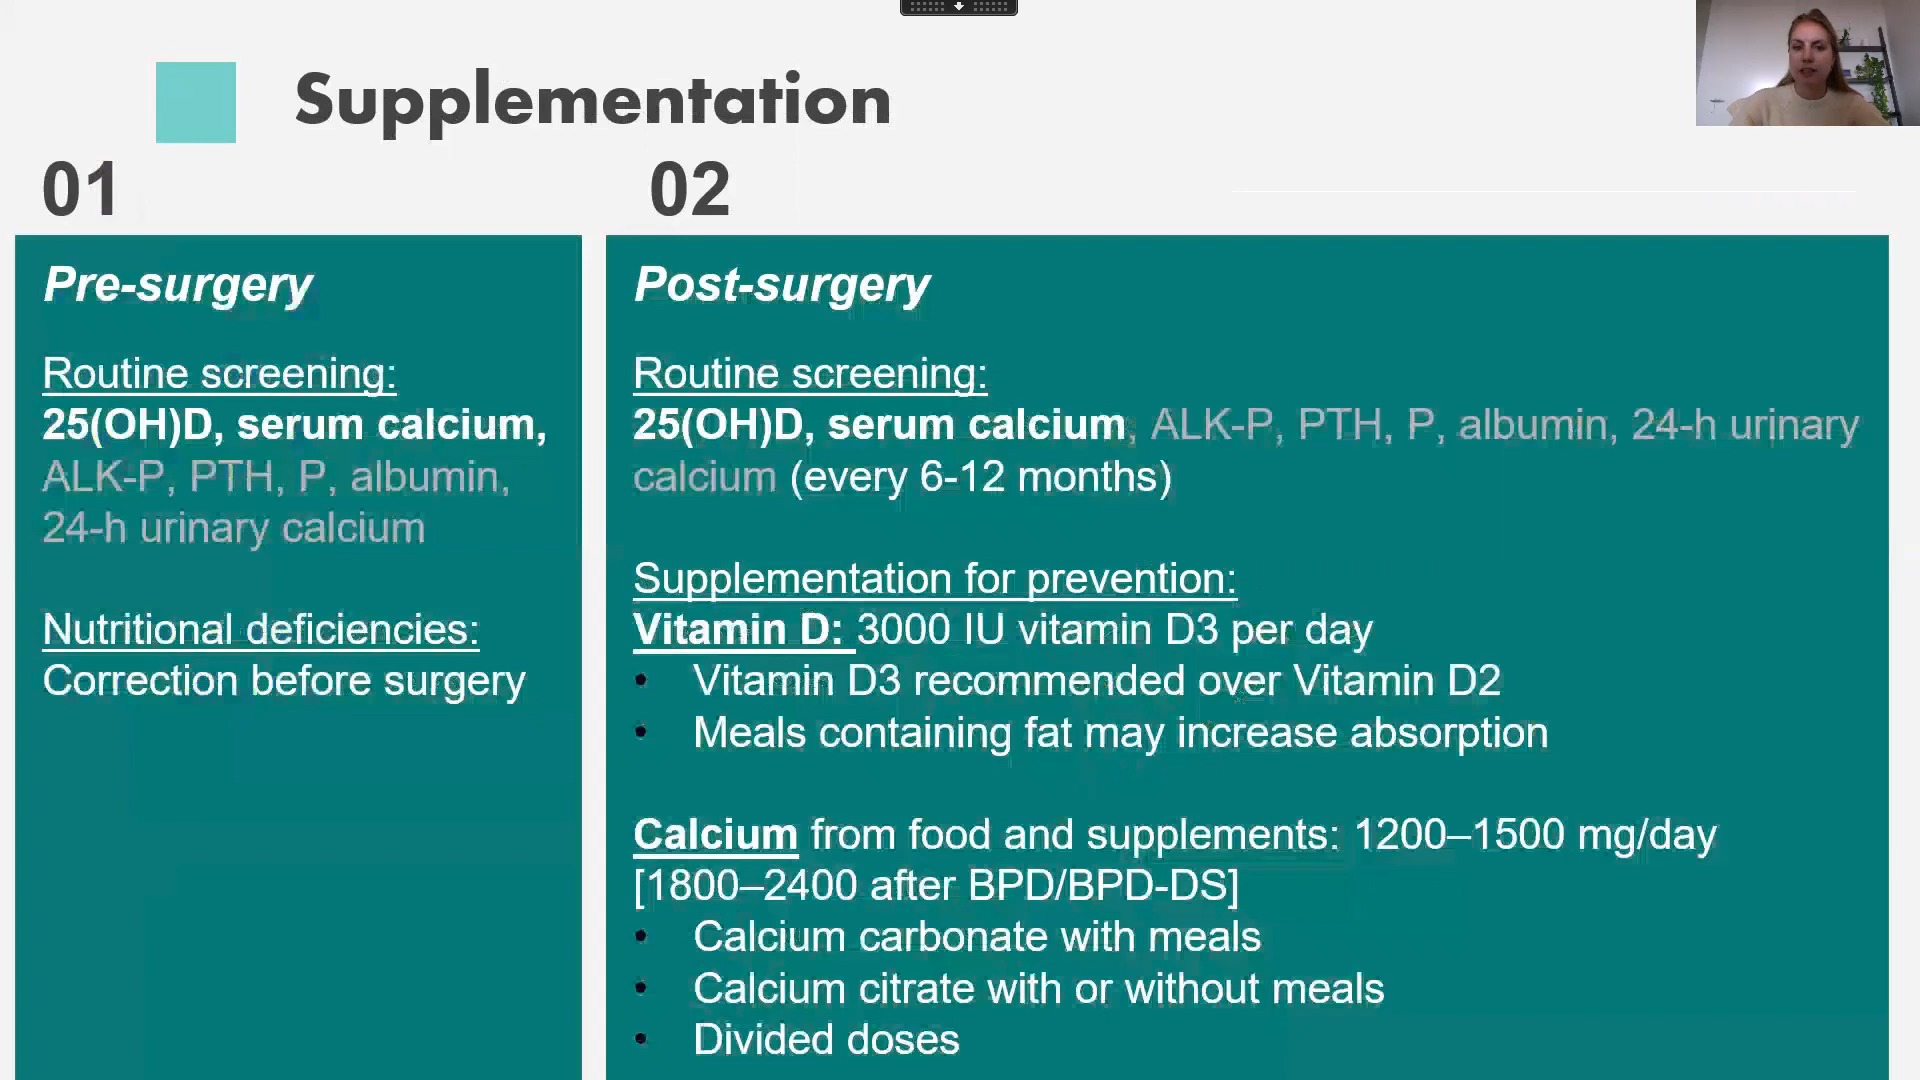 Supplementation
01
02
Pre-surgery
Routine screening:
25(OH)D, serum calcium,
ALK-P, PTH, P, albumin,
24-h urinary calcium
Nutritional deficiencies:
Correction before surgery
Post-surgery
Routine screening:
25(OH)D, serum calcium, ALK-P, PTH, P, albumin, 24-h urinary
calcium (every 6-12 months)
Supplementation for prevention:
Vitamin D: 3000 IU vitamin D3 per day
• Vitamin D3 recommended over Vitamin D2
• Meals containing fat may increase absorption
Calcium from food and supplements: 1200–1500 mg/day
[1800–2400 after BPD/BPD-DS]
• Calcium carbonate with meals
• Calcium citrate with or without meals
• Divided doses